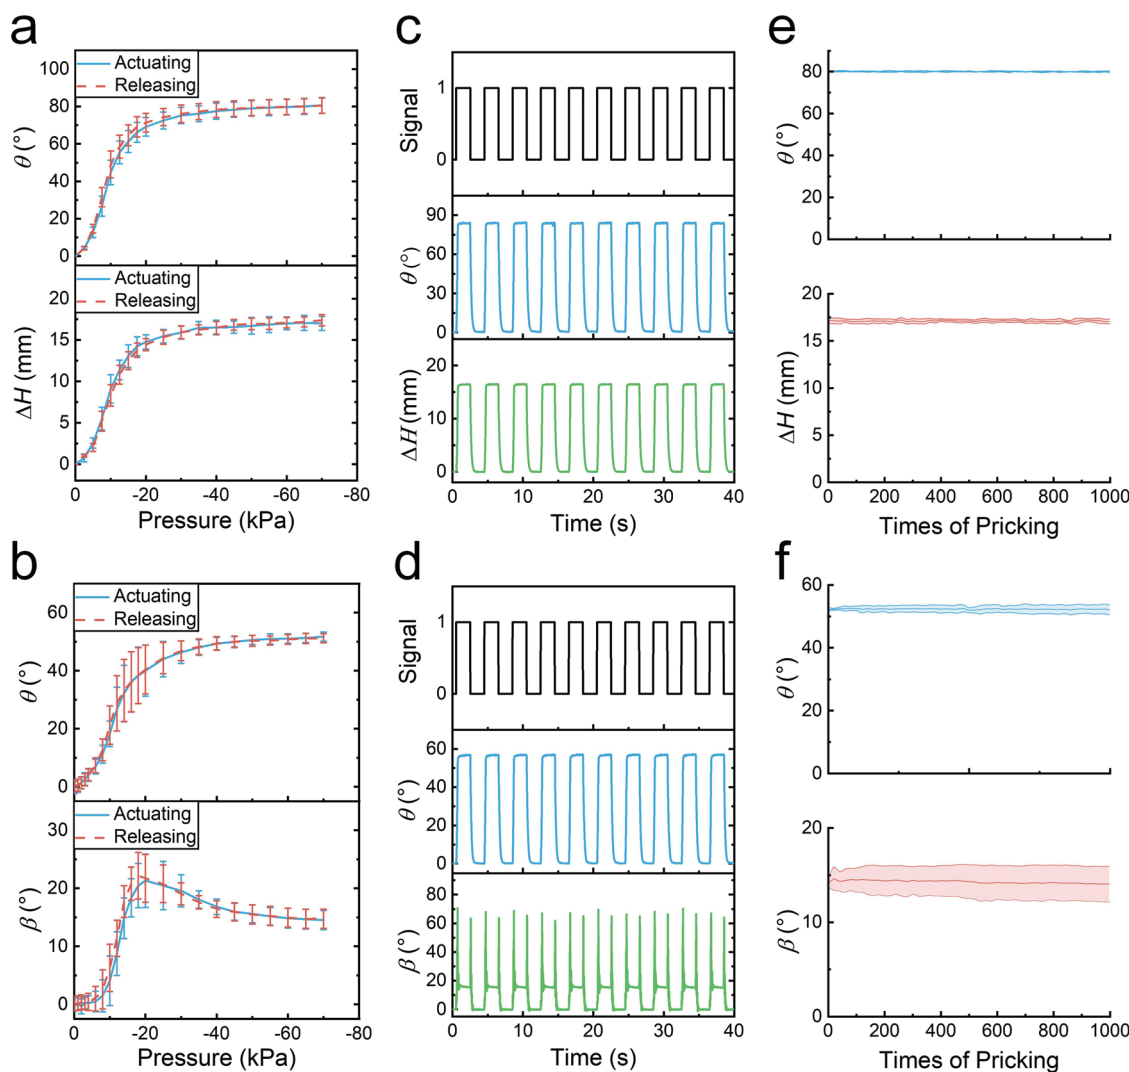 a
Actuating
Releasing
100
80
60
40
20
0
θ (°)
Actuating
Releasing
20
15
10
5
0
ΔH (mm)
0 -20 -40 -60 -80
Pressure (kPa)
b
Actuating
Releasing
60
40
20
0
θ (°)
Actuating
Releasing
30
20
10
0
β (°)
0 -20 -40 -60 -80
Pressure (kPa)
c
1
0
Signal
90
60
30
0
θ (°)
20
10
0
ΔH (mm)
0 10 20 30 40
Time (s)
d
1
0
Signal
60
40
20
0
θ (°)
80
60
40
20
0
β (°)
0 10 20 30 40
Time (s)
e
80
60
40
20
0
θ (°)
20
15
10
5
0
ΔH (mm)
0 200 400 600 800 1000
Times of Pricking
f
60
40
20
0
θ (°)
20
10
0
β (°)
0 200 400 600 800 1000
Times of Pricking